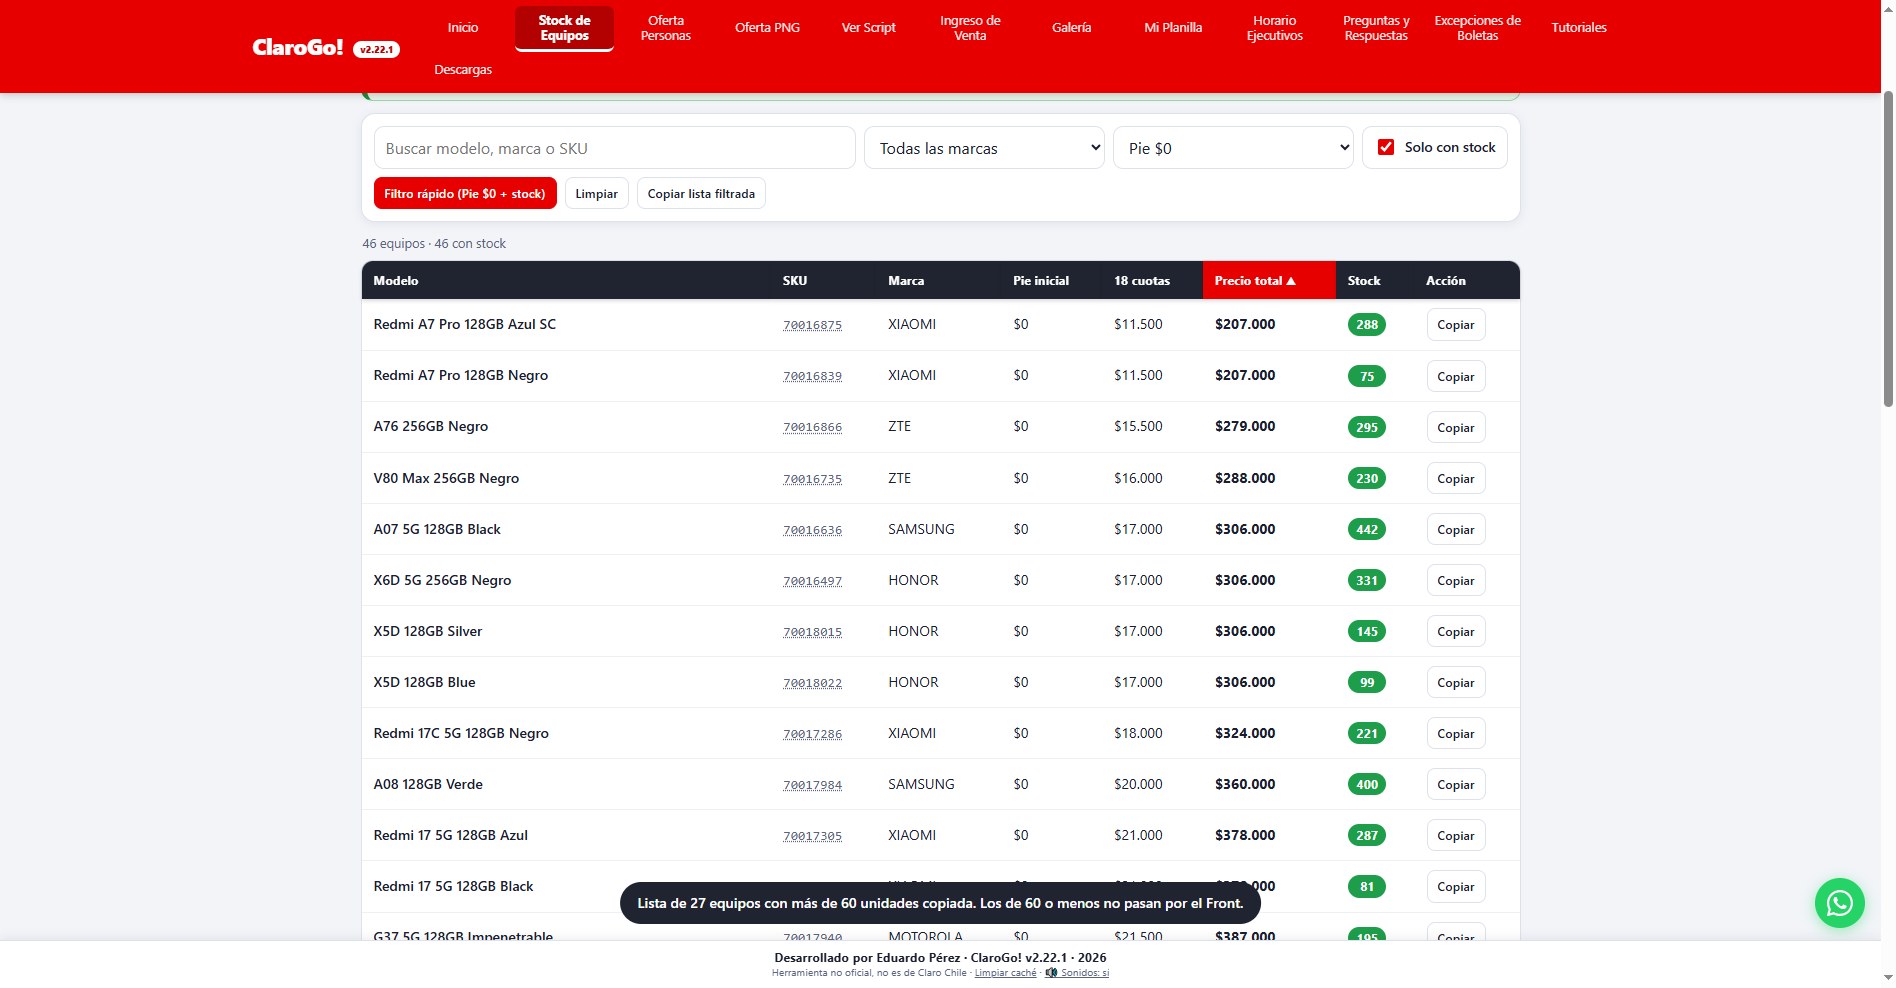 ClaroGo! v2.22.1
Inicio
Stock de Equipos
Oferta Personas
Oferta PNG
Ver Script
Ingreso de Venta
Galería
Mi Planilla
Horario Ejecutivos
Preguntas y Respuestas
Excepciones de Boletas
Tutoriales
Descargas
Buscar modelo, marca o SKU
Todas las marcas
Pie $0
Solo con stock
Filtro rápido (Pie $0 + stock)
Limpiar
Copiar lista filtrada
46 equipos · 46 con stock
Modelo SKU Marca Pie inicial 18 cuotas Precio total ▲ Stock Acción
Redmi A7 Pro 128GB Azul SC 70016875 XIAOMI $0 $11.500 $207.000 288 Copiar
Redmi A7 Pro 128GB Negro 70016839 XIAOMI $0 $11.500 $207.000 75 Copiar
A76 256GB Negro 70016866 ZTE $0 $15.500 $279.000 295 Copiar
V80 Max 256GB Negro 70016735 ZTE $0 $16.000 $288.000 230 Copiar
A07 5G 128GB Black 70016636 SAMSUNG $0 $17.000 $306.000 442 Copiar
X6D 5G 256GB Negro 70016497 HONOR $0 $17.000 $306.000 331 Copiar
X5D 128GB Silver 70018015 HONOR $0 $17.000 $306.000 145 Copiar
X5D 128GB Blue 70018022 HONOR $0 $17.000 $306.000 99 Copiar
Redmi 17C 5G 128GB Negro 70017286 XIAOMI $0 $18.000 $324.000 221 Copiar
A08 128GB Verde 70017984 SAMSUNG $0 $20.000 $360.000 400 Copiar
Redmi 17 5G 128GB Azul 70017305 XIAOMI $0 $21.000 $378.000 287 Copiar
Redmi 17 5G 128GB Black 81 Copiar
Lista de 27 equipos con más de 60 unidades copiada. Los de 60 o menos no pasan por el Front.
G37 5G 128GB Impenetrable 70017940 MOTOROLA $0 $21.500 $387.000 195 Copiar
Desarrollado por Eduardo Pérez · ClaroGo! v2.22.1 · 2026
Herramienta no oficial, no es de Claro Chile · Limpiar caché · 🔊 Sonidos: sí